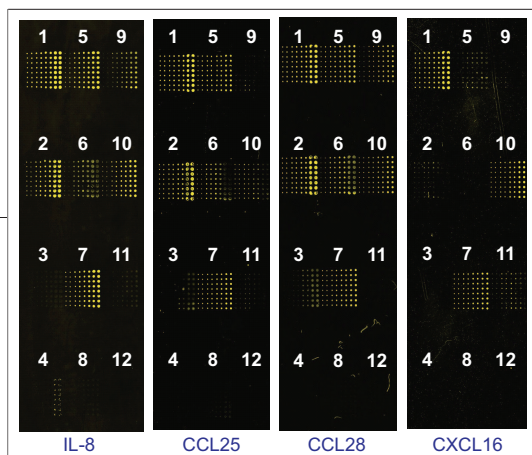 1 5 9 1 5 9 1 5 9 1 5 9
2 6 10 2 6 10 2 6 10 2 6 10
3 7 11 3 7 11 3 7 11 3 7 11
4 8 12 4 8 12 4 8 12 4 8 12
IL-8 CCL25 CCL28 CXCL16